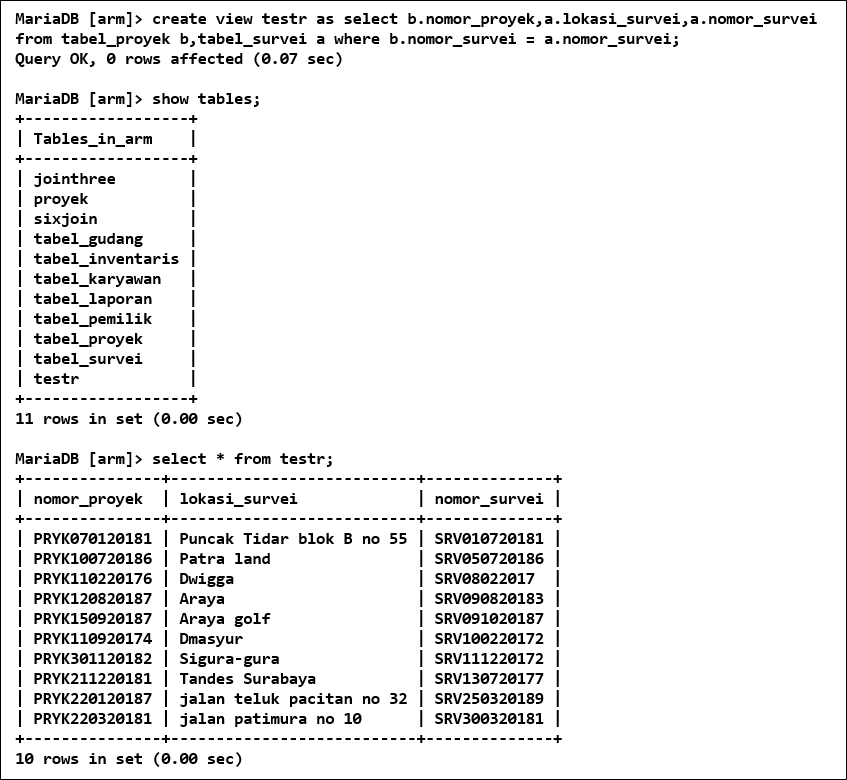 MariaDB [arm]> create view testr as select b.nomor_proyek,a.lokasi_survei,a.nomor_survei
from tabel_proyek b,tabel_survei a where b.nomor_survei = a.nomor_survei;
Query OK, 0 rows affected (0.07 sec)

MariaDB [arm]> show tables;
+------------------+
| Tables_in_arm    |
+------------------+
| jointhree        |
| proyek           |
| sixjoin          |
| tabel_gudang     |
| tabel_inventaris |
| tabel_karyawan   |
| tabel_laporan    |
| tabel_pemilik    |
| tabel_proyek     |
| tabel_survei     |
| testr            |
+------------------+
11 rows in set (0.00 sec)

MariaDB [arm]> select * from testr;
+---------------+---------------------------+--------------+
| nomor_proyek  | lokasi_survei             | nomor_survei |
+---------------+---------------------------+--------------+
| PRYK070120181 | Puncak Tidar blok B no 55 | SRV010720181 |
| PRYK100720186 | Patra land                | SRV050720186 |
| PRYK110220176 | Dwigga                    | SRV08022017  |
| PRYK120820187 | Araya                     | SRV090820183 |
| PRYK150920187 | Araya golf                | SRV091020187 |
| PRYK110920174 | Dmasyur                   | SRV100220172 |
| PRYK301120182 | Sigura-gura               | SRV111220172 |
| PRYK211220181 | Tandes Surabaya           | SRV130720177 |
| PRYK220120187 | jalan teluk pacitan no 32 | SRV250320189 |
| PRYK220320181 | jalan patimura no 10      | SRV300320181 |
+---------------+---------------------------+--------------+
10 rows in set (0.00 sec)